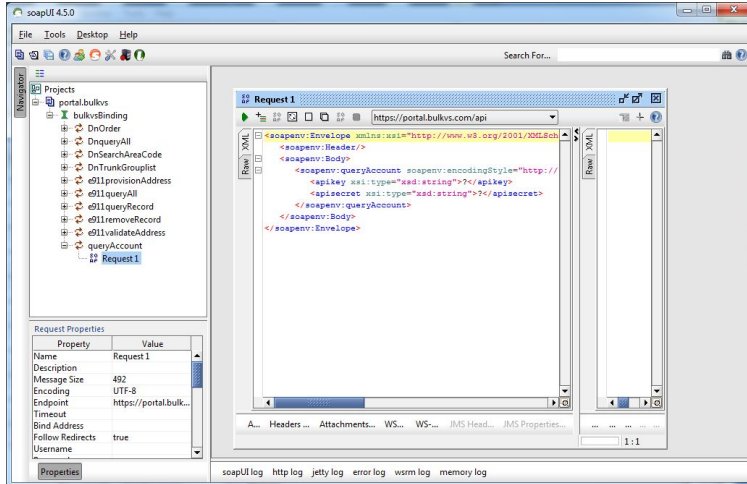 soapUI 4.5.0
File Tools Desktop Help
Search For...
Navigator
Projects
portal.bulkvs
bulkvsBinding
DnOrder
DnqueryAll
DnSearchAreaCode
DnTrunkGrouplist
e911provisionAddress
e911queryAll
e911queryRecord
e911removeRecord
e911validateAddress
queryAccount
Request 1
Request Properties
Property Value
Name Request 1
Description
Message Size 492
Encoding UTF-8
Endpoint https://portal.bulk...
Timeout
Bind Address
Follow Redirects true
Username
Properties
Request 1
https://portal.bulkvs.com/api
XML
Raw
<soapenv:Envelope xmlns:xsi="http://www.w3.org/2001/XMLSch
<soapenv:Header/>
<soapenv:Body>
<soapenv:queryAccount soapenv:encodingStyle="http://
<apikey xsi:type="xsd:string">?</apikey>
<apisecret xsi:type="xsd:string">?</apisecret>
</soapenv:queryAccount>
</soapenv:Body>
</soapenv:Envelope>
XML
Raw
A... Headers ... Attachments... WS... WS-... JMS Head... JMS Properties...
... ... ... ... ...
1 : 1
soapUI log http log jetty log error log wsrm log memory log